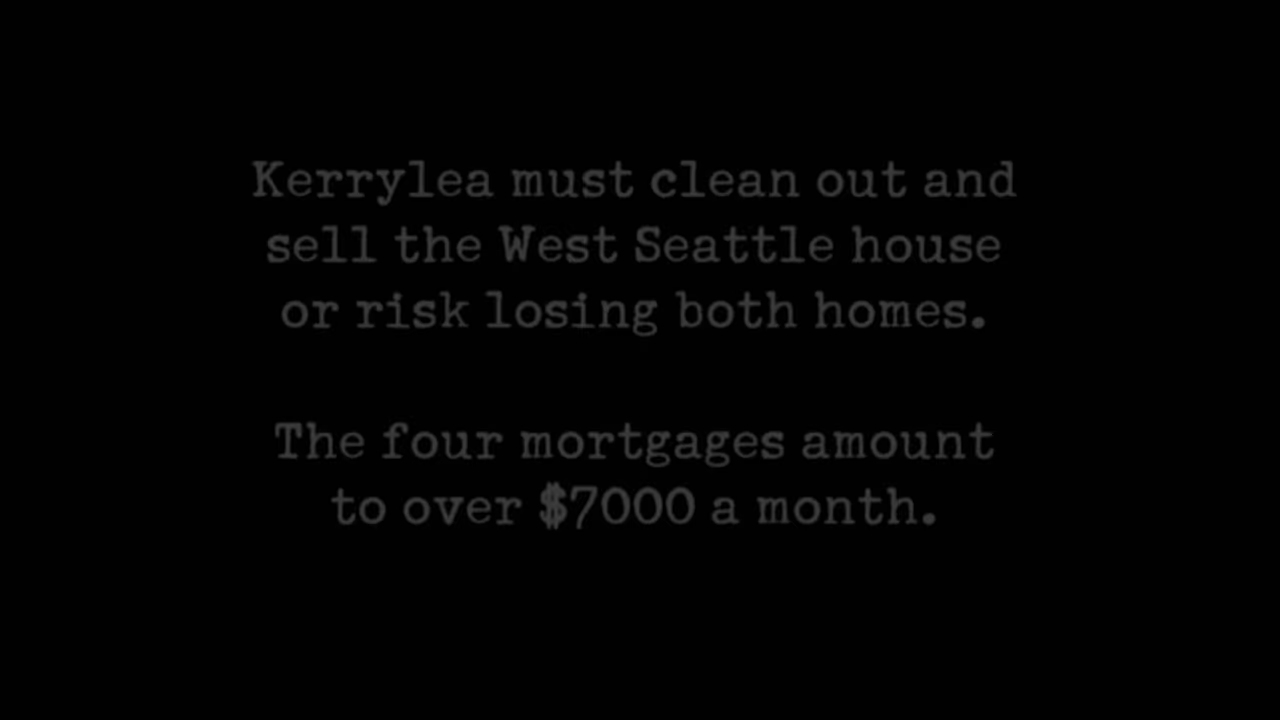 Kerrylea must clean out and
sell the West Seattle house
or risk losing both homes.
The four mortgages amount
to over $7000 a month.